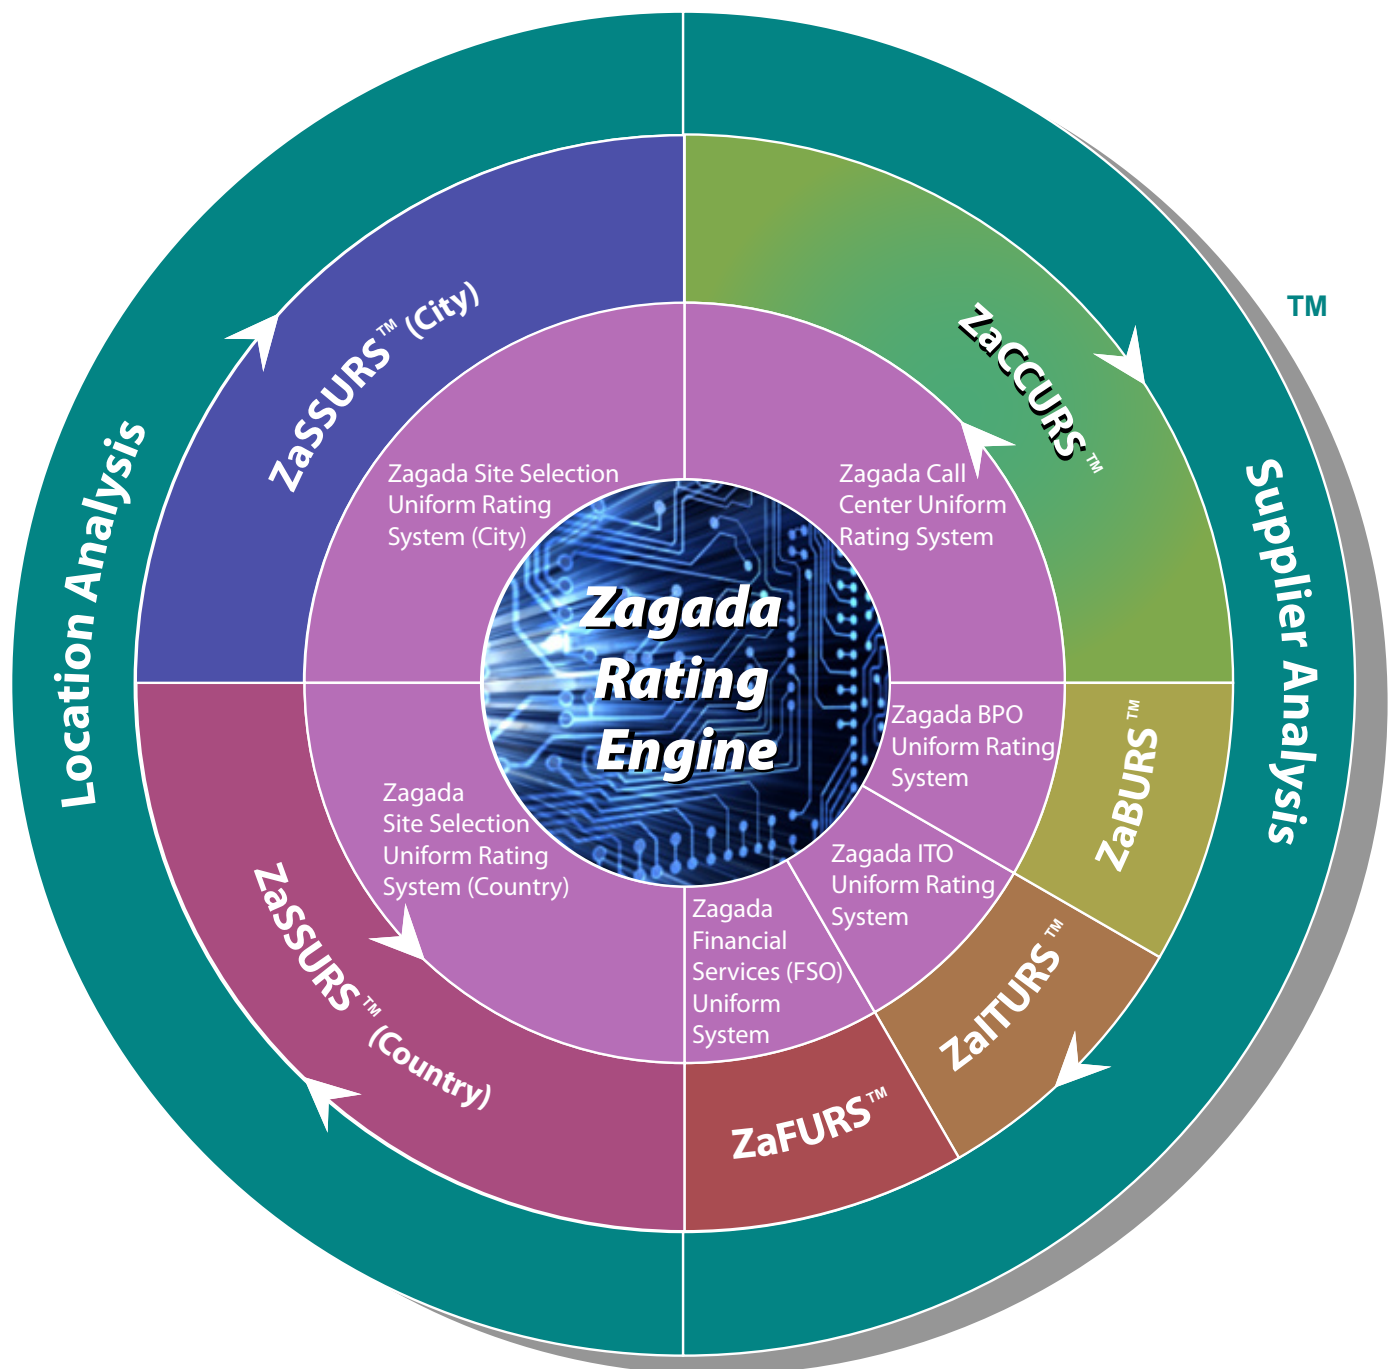 Location Analysis
Supplier Analysis
TM
ZaSSURS™ (City)
ZaCCURS™
ZaBURS™
ZaITURS™
ZaFURS™
ZaSSURS™ (Country)
Zagada Site Selection
Uniform Rating
System (City)
Zagada Call
Center Uniform
Rating System
Zagada
Rating
Engine
Zagada BPO
Uniform Rating
System
Zagada ITO
Uniform Rating
System
Zagada
Financial
Services (FSO)
Uniform
System
Zagada
Site Selection
Uniform Rating
System (Country)